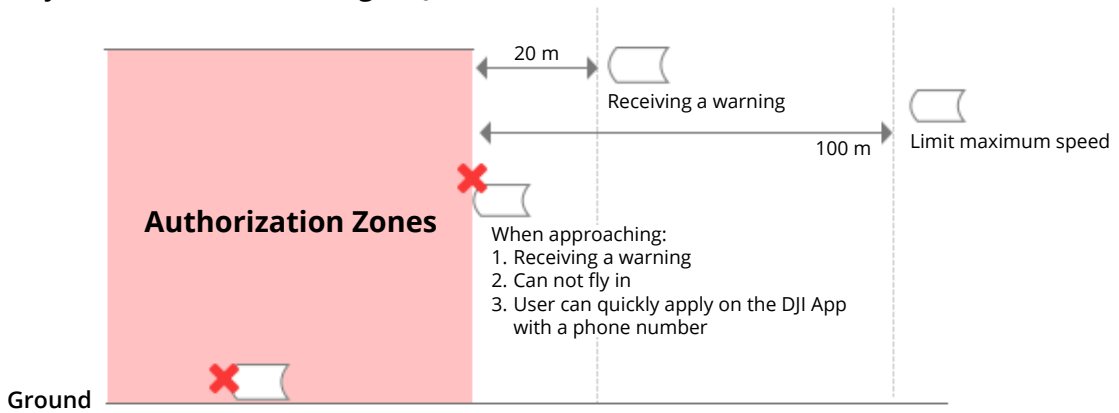 20 m
Receiving a warning
100 m
Limit maximum speed
Authorization Zones
When approaching:
1. Receiving a warning
2. Can not fly in
3. User can quickly apply on the DJI App
with a phone number
Ground